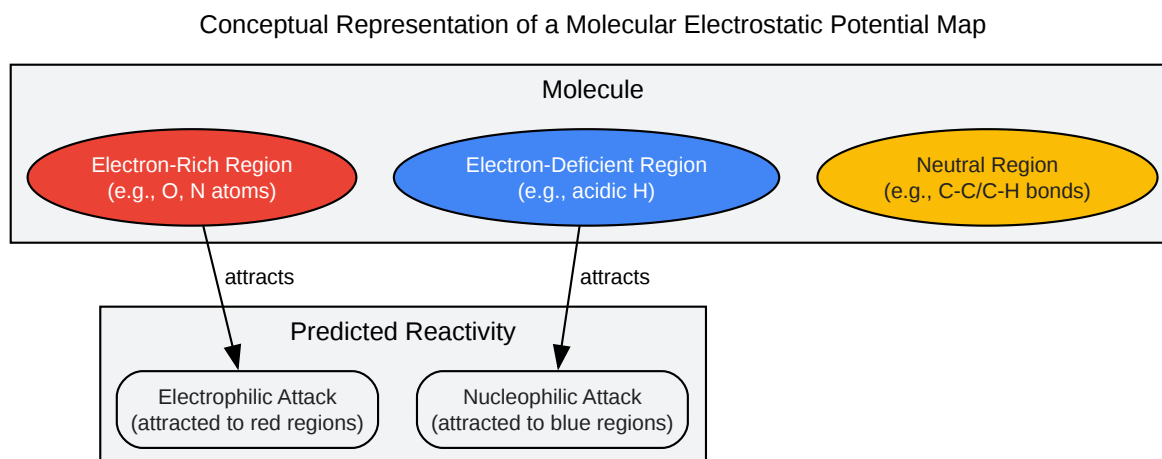 Conceptual Representation of a Molecular Electrostatic Potential Map
Molecule
Electron-Rich Region
(e.g., O, N atoms)
Electron-Deficient Region
(e.g., acidic H)
Neutral Region
(e.g., C-C/C-H bonds)
attracts
attracts
Predicted Reactivity
Electrophilic Attack
(attracted to red regions)
Nucleophilic Attack
(attracted to blue regions)